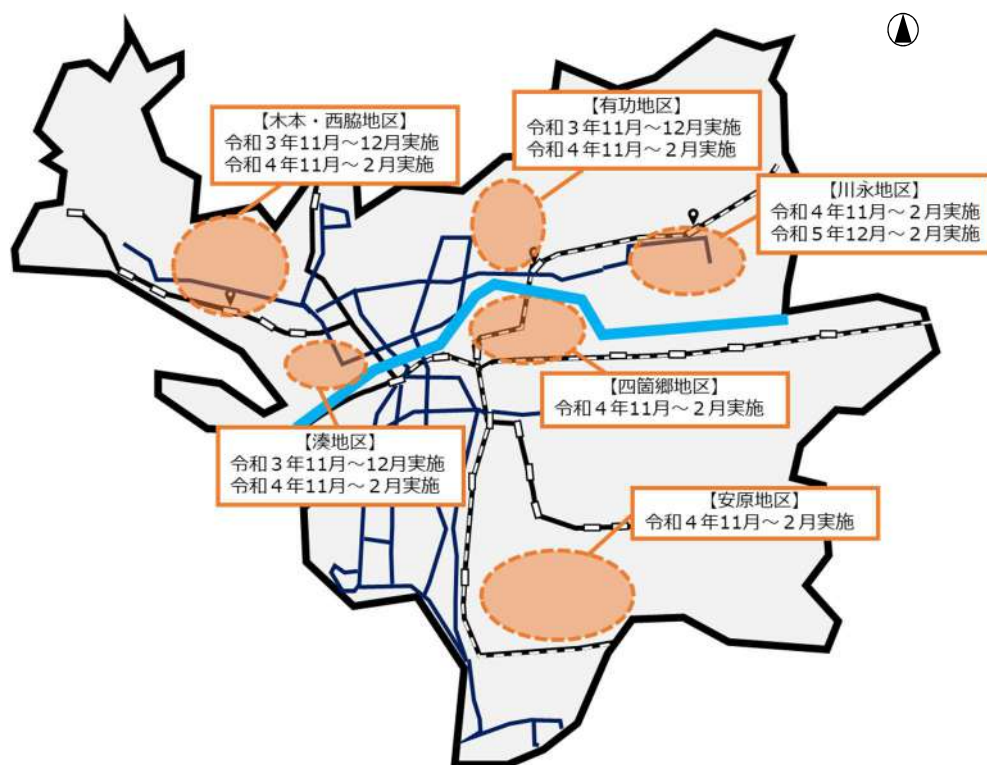 【木本・西脇地区】
令和３年11月～12月実施
令和４年11月～２月実施
【有功地区】
令和３年11月～12月実施
令和４年11月～２月実施
【川永地区】
令和４年11月～２月実施
令和５年12月～２月実施
【四箇郷地区】
令和４年11月～２月実施
【湊地区】
令和３年11月～12月実施
令和４年11月～２月実施
【安原地区】
令和４年11月～２月実施